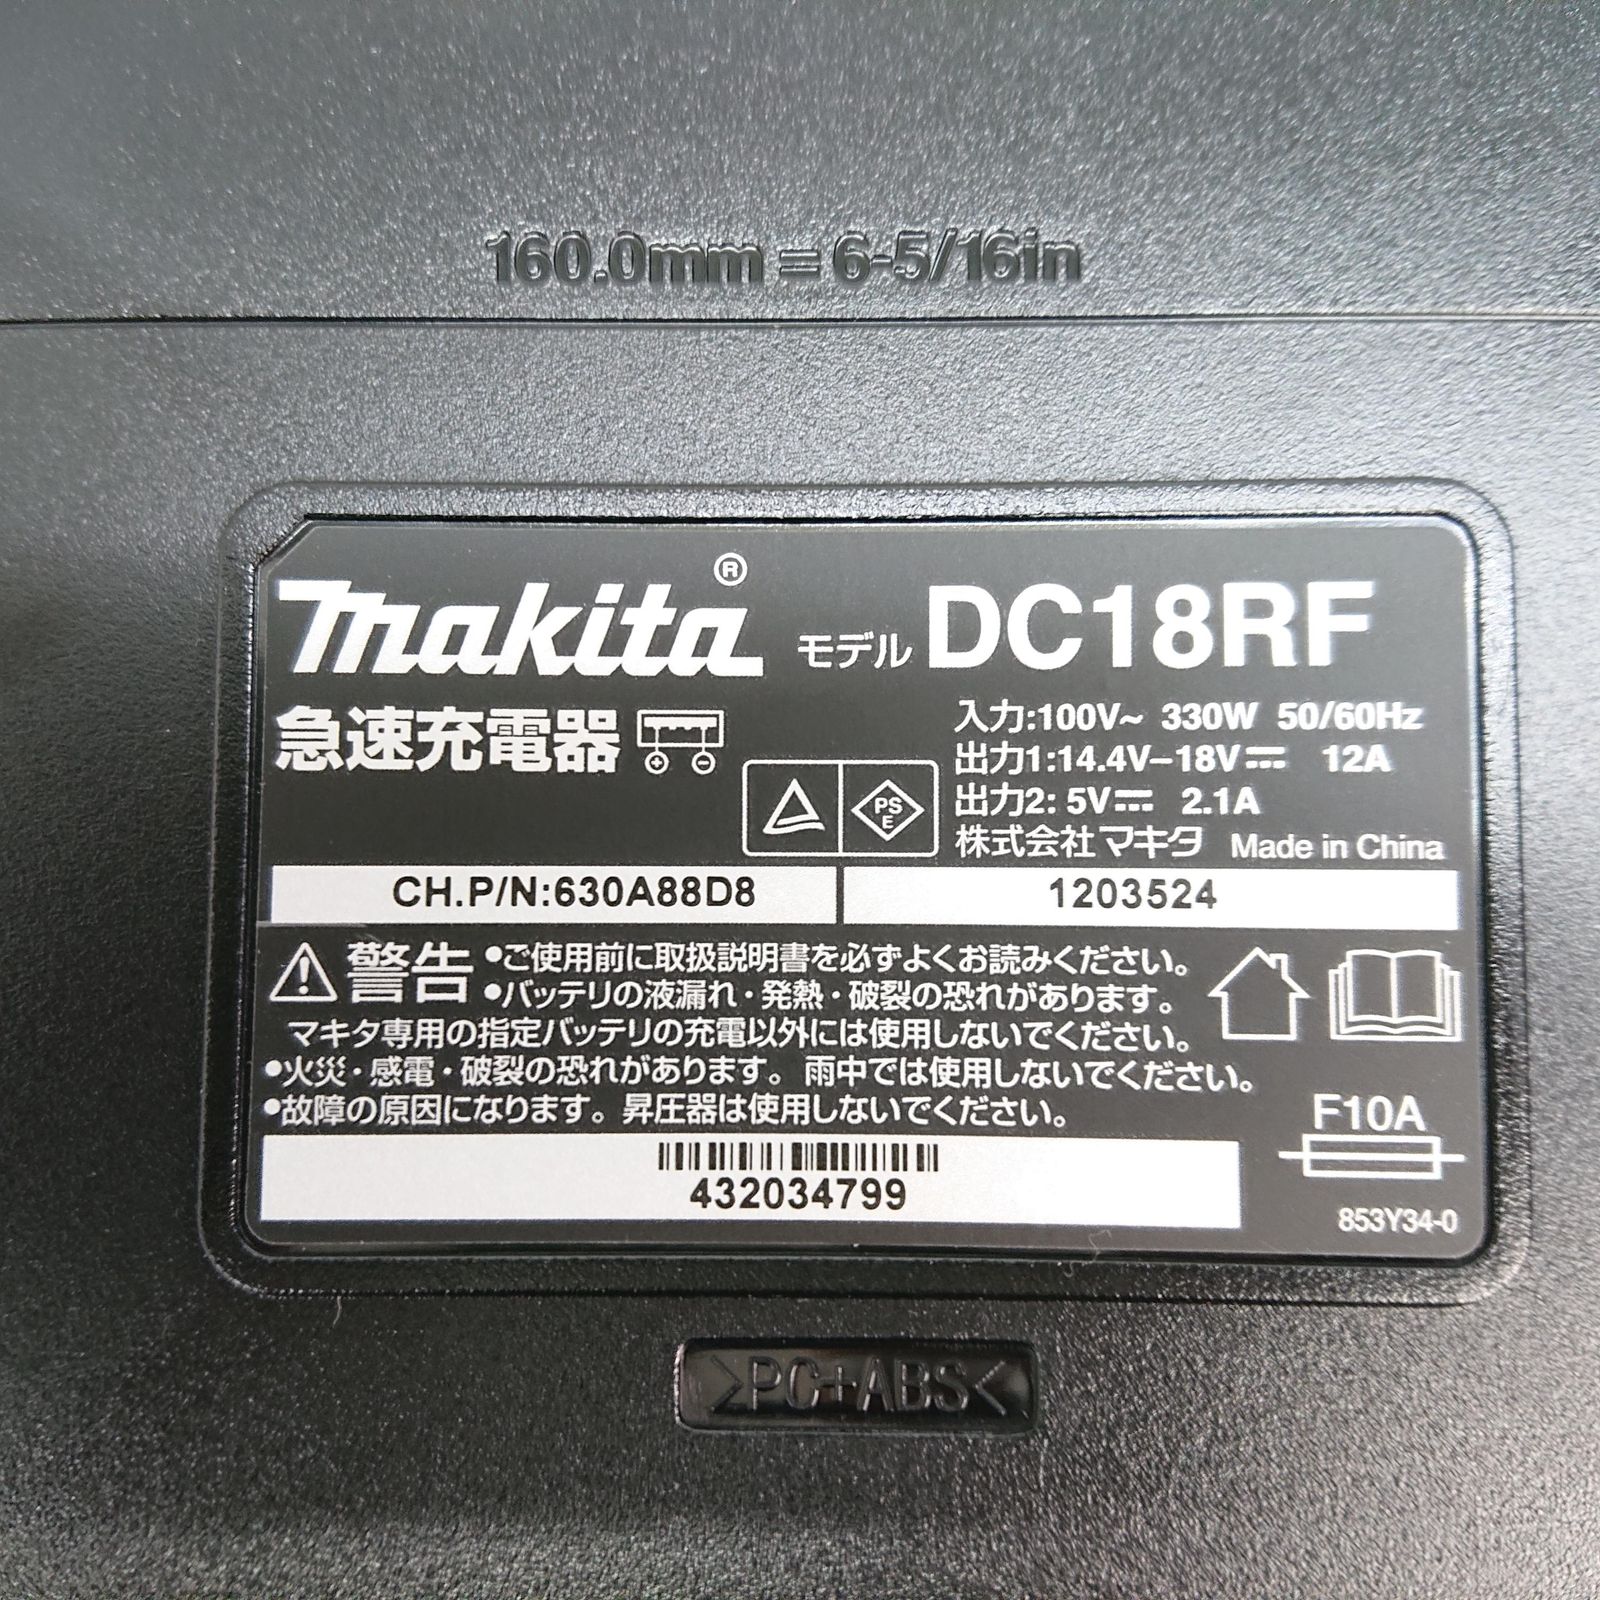 160.0mm = 6-5/16in
makita® モデル DC18RF
急速充電器
入力:100V~ 330W 50/60Hz
出力1:14.4V–18V⎓ 12A
出力2: 5V⎓ 2.1A
PSE
株式会社マキタ Made in China
CH.P/N:630A88D8 1203524
警告 •ご使用前に取扱説明書を必ずよくお読みください。
•バッテリの液漏れ・発熱・破裂の恐れがあります。
マキタ専用の指定バッテリの充電以外には使用しないでください。
•火災・感電・破裂の恐れがあります。雨中では使用しないでください。
•故障の原因になります。昇圧器は使用しないでください。
F10A
432034799
853Y34-0
>PC+ABS<